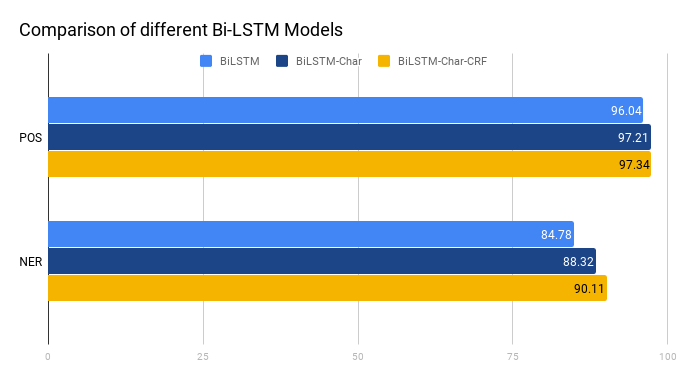 Comparison of different Bi-LSTM Models
BiLSTM BiLSTM-Char BiLSTM-Char-CRF
96.04
POS 97.21
97.34
84.78
NER 88.32
90.11
0 25 50 75 100